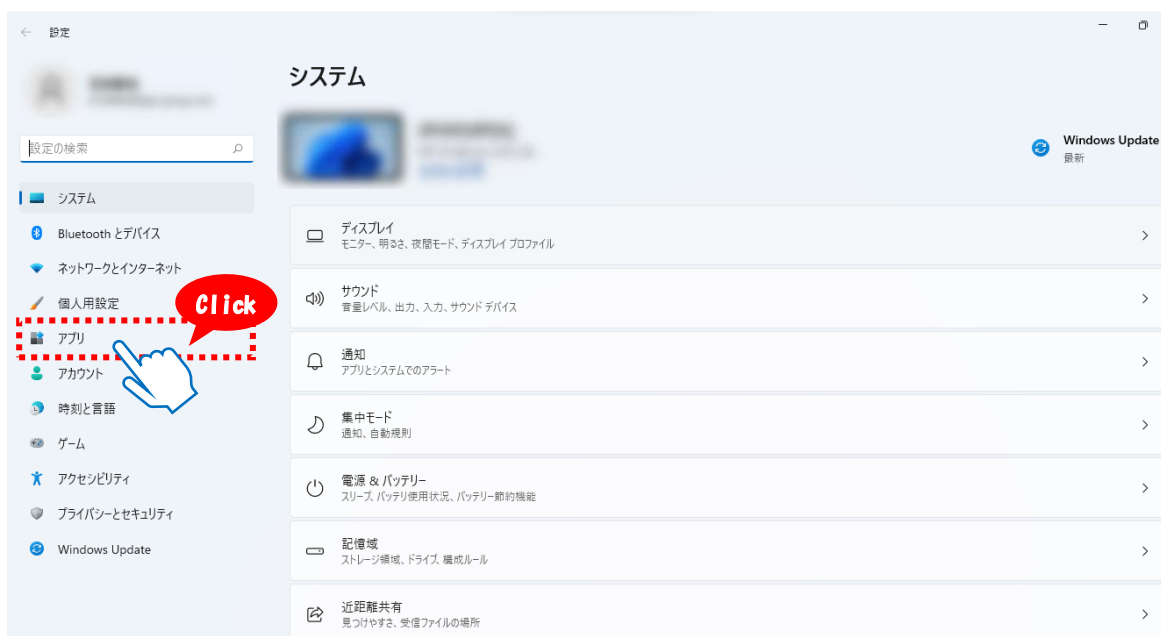 設定
設定の検索
システム
Bluetooth とデバイス
ネットワークとインターネット
個人用設定
Click
アプリ
アカウント
時刻と言語
ゲーム
アクセシビリティ
プライバシーとセキュリティ
Windows Update
システム
Windows Update
最新
ディスプレイ
モニター、明るさ、夜間モード、ディスプレイ プロファイル
サウンド
音量レベル、出力、入力、サウンド デバイス
通知
アプリとシステムでのアラート
集中モード
通知、自動規則
電源 & バッテリー
スリープ、バッテリ使用状況、バッテリー節約機能
記憶域
ストレージ領域、ドライブ、構成ルール
近距離共有
見つけやすさ、受信ファイルの場所